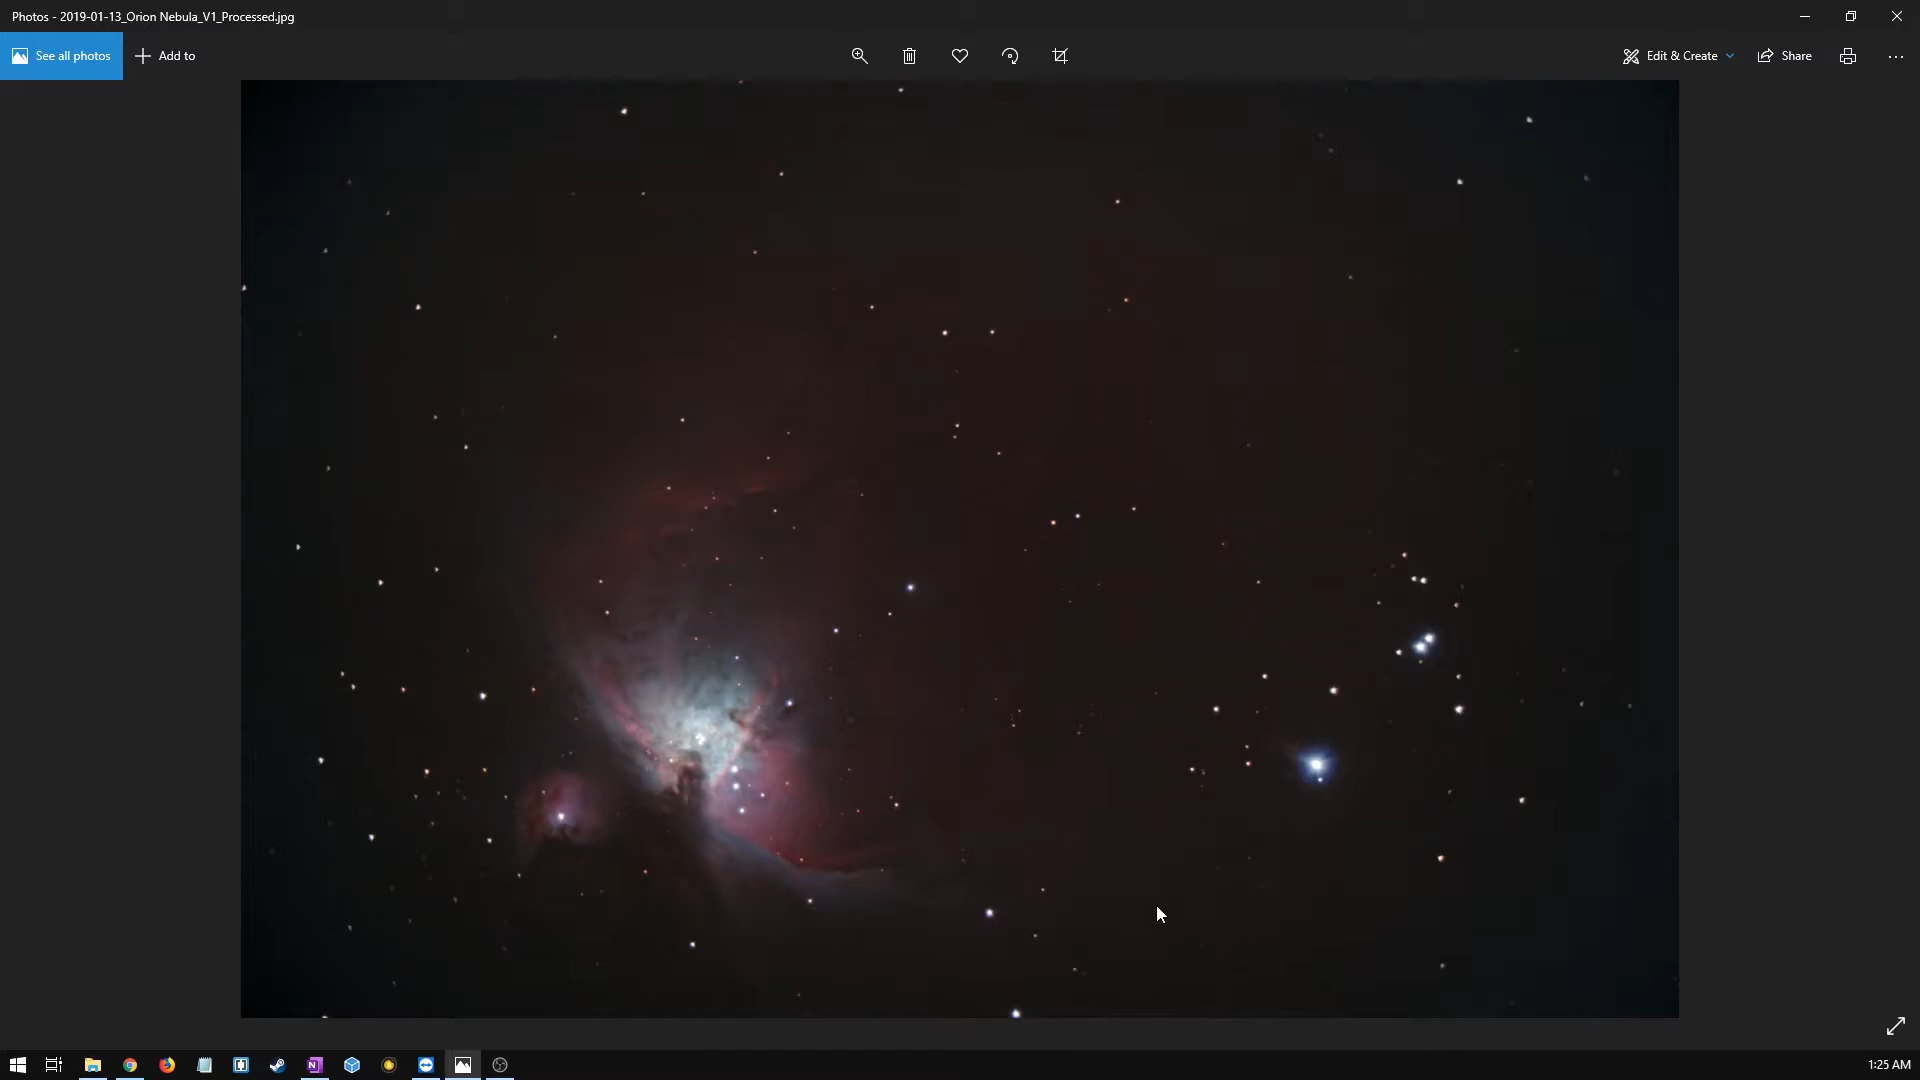 Photos - 2019-01-13_Orion Nebula_V1_Processed.jpg
See all photos
Add to
Edit & Create
Share
1:25 AM